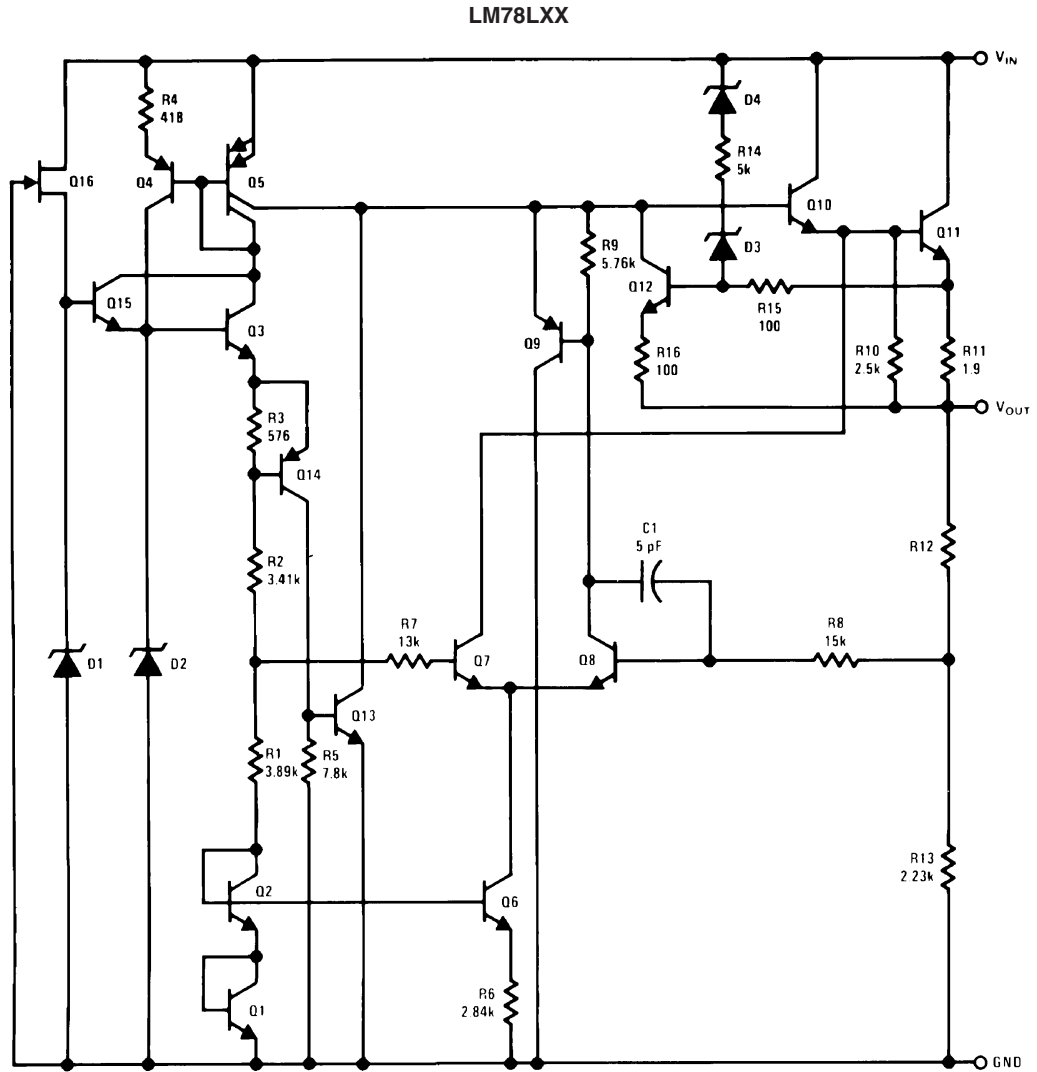 LM78LXX
VIN
R4
418
D4
R14
5k
Q16
Q4
Q5
Q10
Q11
R9
5.76k
D3
Q12
Q15
Q3
R15
100
Q9
R16
100
R10
2.5k
R11
1.9
VOUT
R3
576
Q14
C1
5 pF
R12
R2
3.41k
R7
13k
R8
15k
D1
D2
Q7
Q8
Q13
R1
3.89k
R5
7.8k
R13
2.23k
Q2
Q6
R6
2.84k
Q1
GND